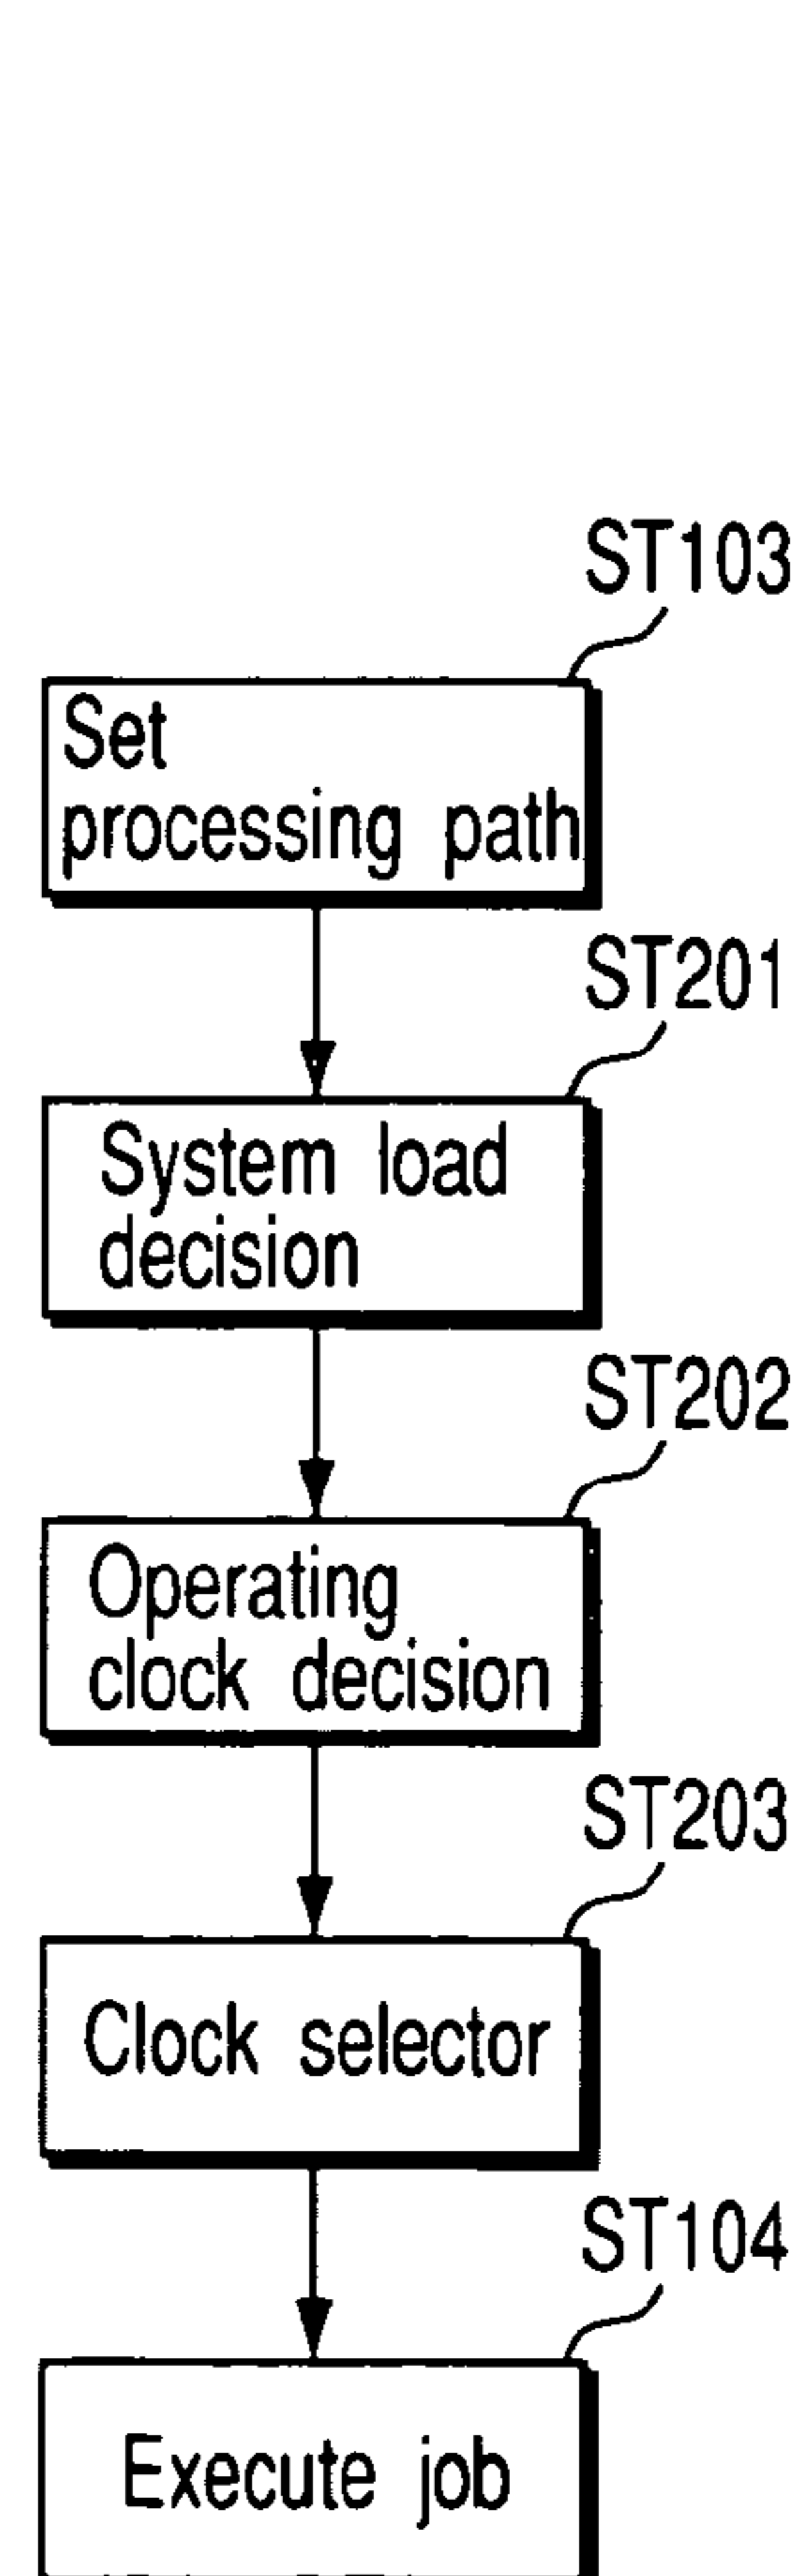 ST103
Set
processing path
ST201
System load
decision
ST202
Operating
clock decision
ST203
Clock selector
ST104
Execute job